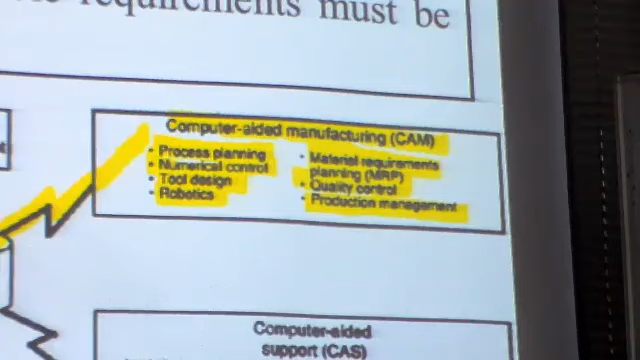 requirements must be
Computer-aided manufacturing (CAM)
• Process planning
• Numerical control
• Tool design
• Robotics
• Material requirements
planning (MRP)
• Quality control
• Production management
Computer-aided
support (CAS)